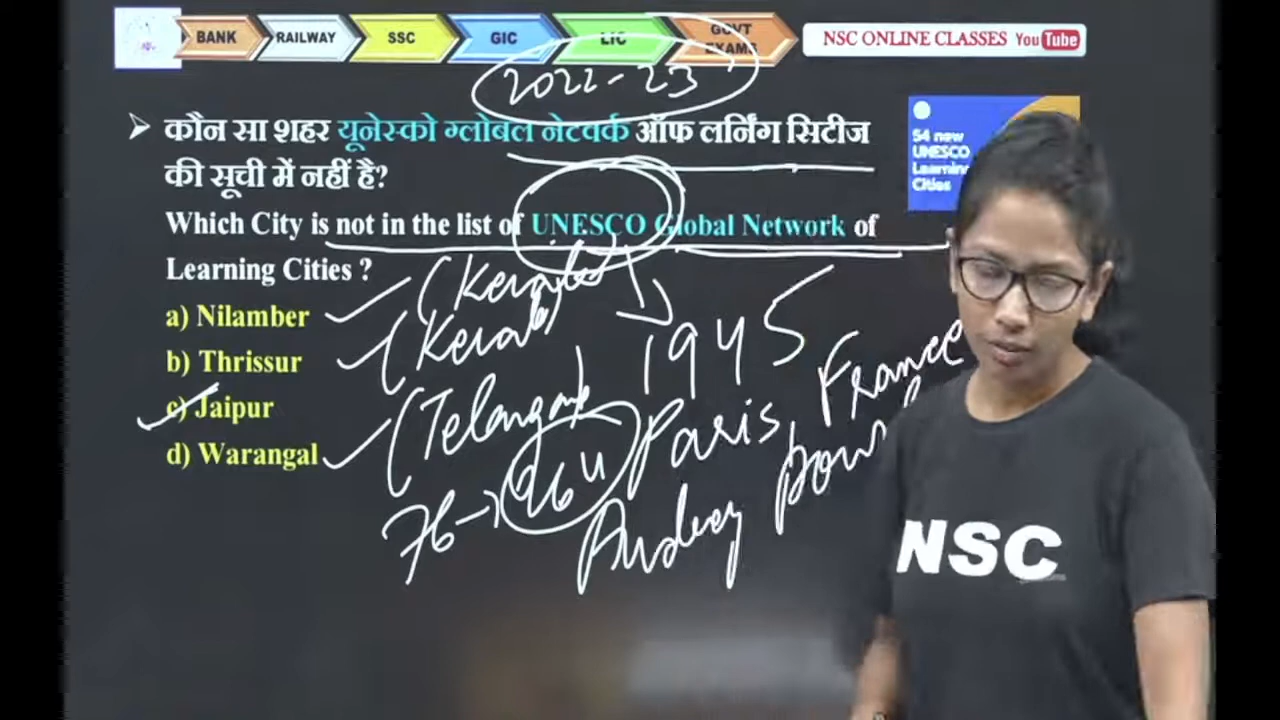 BANK RAILWAY SSC GIC LIC GOVT EXAMS NSC ONLINE CLASSES YouTube
2022-23
➤ कौन सा शहर यूनेस्को ग्लोबल नेटवर्क ऑफ लर्निंग सिटीज
की सूची में नहीं है?
54 new
UNESCO
Learning
Cities
Which City is not in the list of UNESCO Global Network of
Learning Cities ?
(Kerala)
a) Nilamber
(Kerala)
1945
b) Thrissur
France
c) Jaipur
(Telangana)
Paris
d) Warangal
76→
NSC